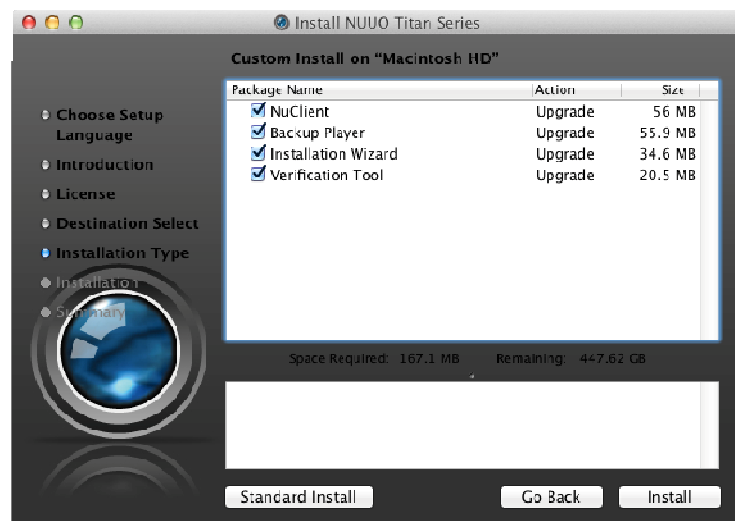 Install NUUO Titan Series
Custom Install on “Macintosh HD”
Package Name Action Size
NuClient Upgrade 56 MB
Backup Player Upgrade 55.9 MB
Installation Wizard Upgrade 34.6 MB
Verification Tool Upgrade 20.5 MB
Choose Setup
Language
Introduction
License
Destination Select
Installation Type
Installation
Summary
Space Required: 167.1 MB Remaining: 447.62 GB
Standard Install Go Back Install